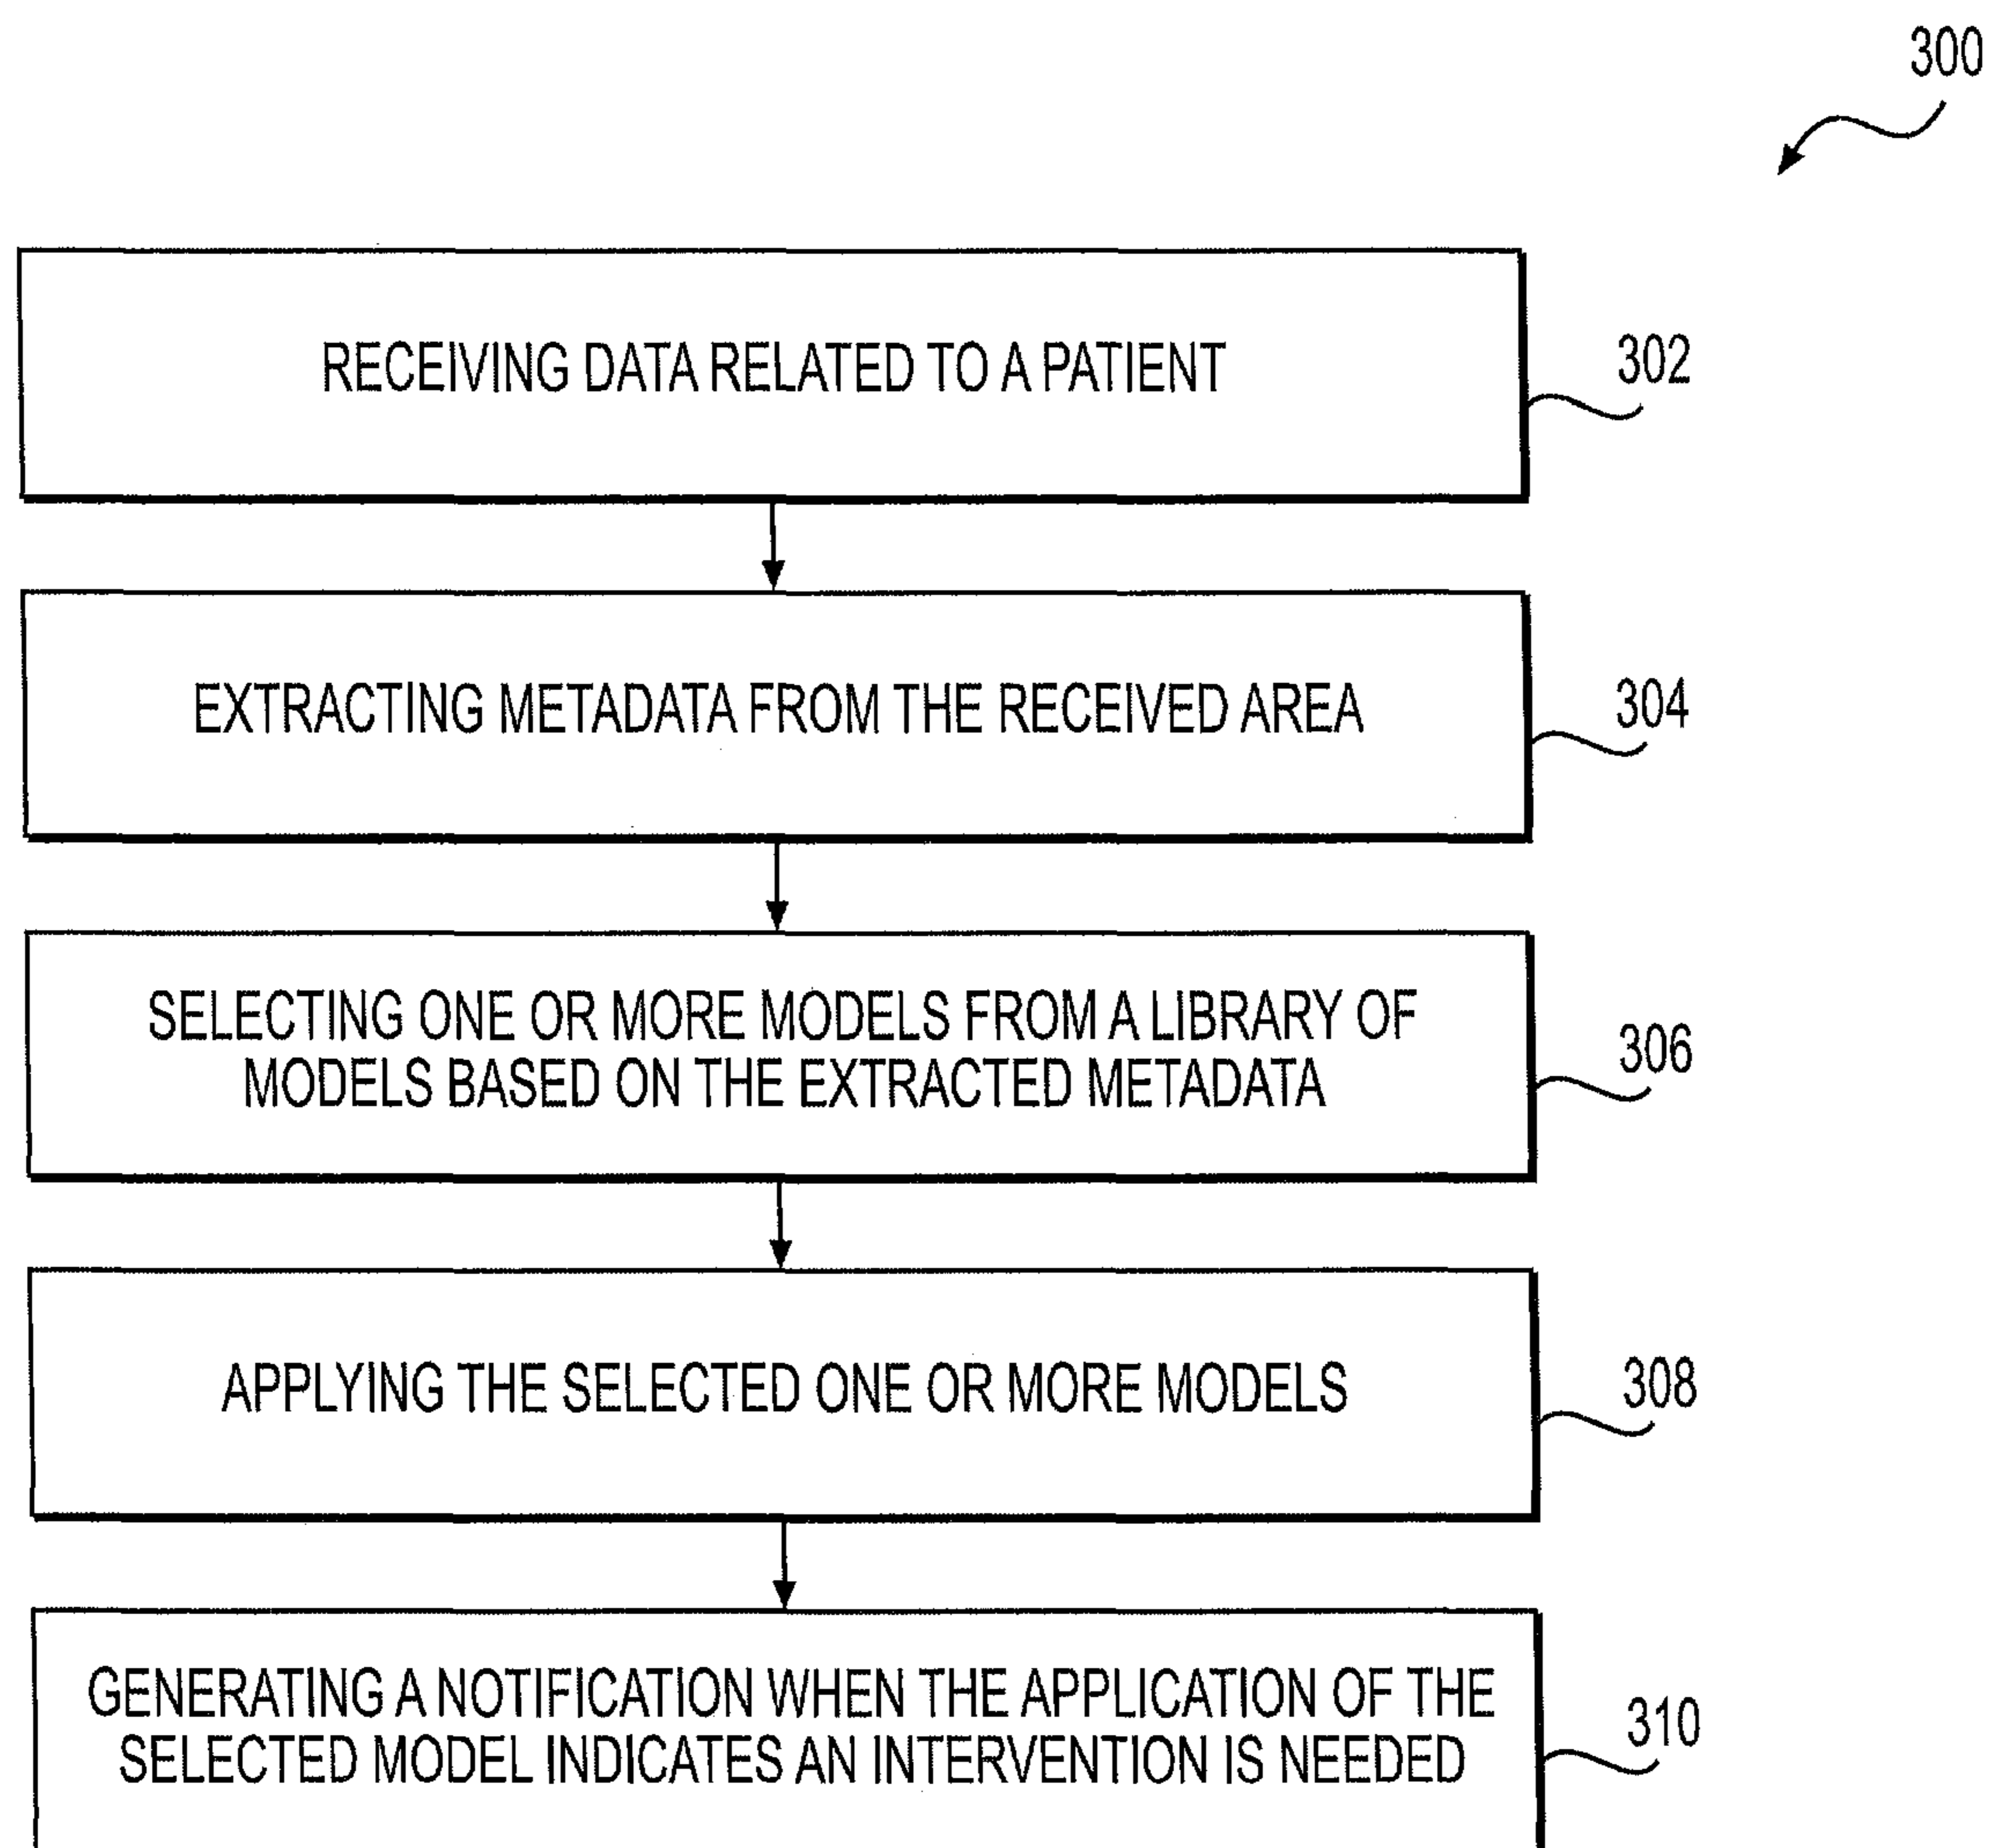 300
RECEIVING DATA RELATED TO A PATIENT
302
EXTRACTING METADATA FROM THE RECEIVED AREA
304
SELECTING ONE OR MORE MODELS FROM A LIBRARY OF
MODELS BASED ON THE EXTRACTED METADATA
306
APPLYING THE SELECTED ONE OR MORE MODELS
308
GENERATING A NOTIFICATION WHEN THE APPLICATION OF THE
SELECTED MODEL INDICATES AN INTERVENTION IS NEEDED
310